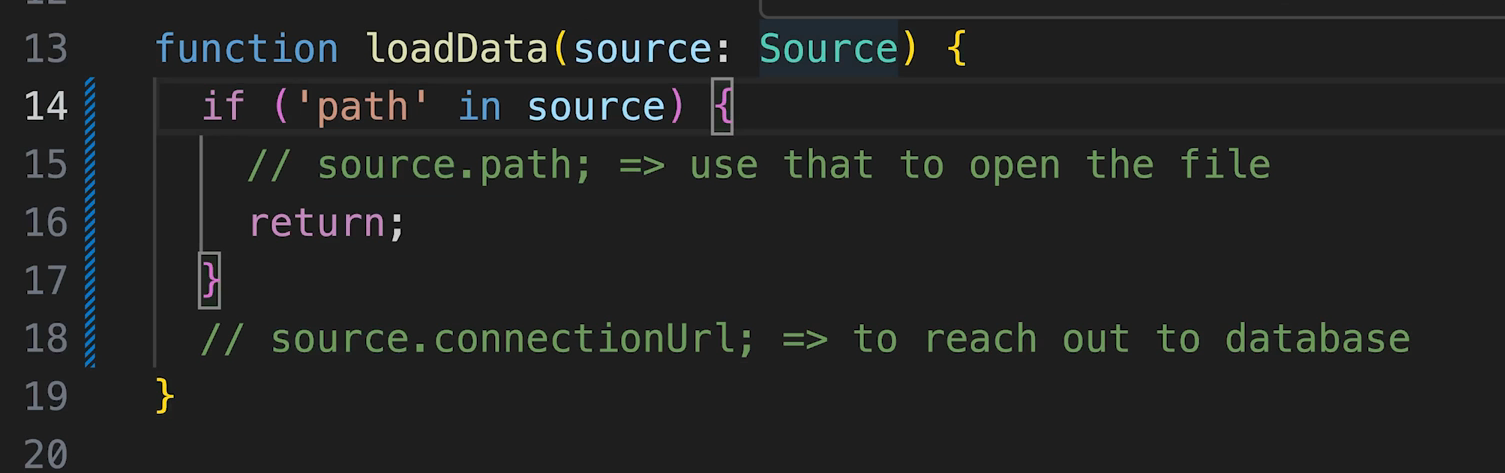 13 function loadData(source: Source) {
14 if ('path' in source) {
15 // source.path; => use that to open the file
16 return;
17 }
18 // source.connectionUrl; => to reach out to database
19 }
20